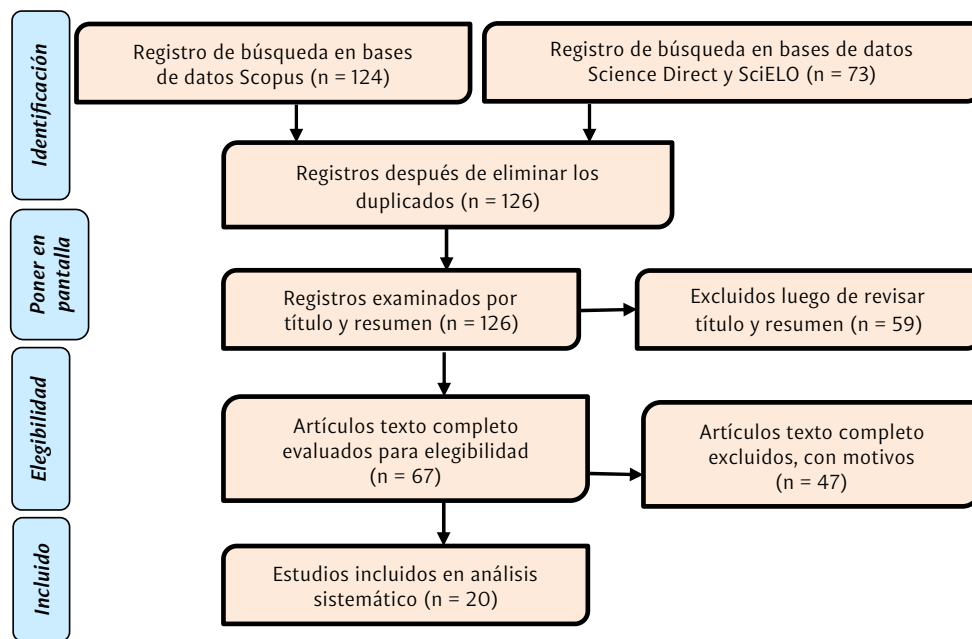 Identificación
Registro de búsqueda en bases
de datos Scopus (n = 124)
Registro de búsqueda en bases de datos
Science Direct y SciELO (n = 73)
Registros después de eliminar los
duplicados (n = 126)
Poner en
pantalla
Registros examinados por
título y resumen (n = 126)
Excluidos luego de revisar
título y resumen (n = 59)
Elegibilidad
Artículos texto completo
evaluados para elegibilidad
(n = 67)
Artículos texto completo
excluidos, con motivos
(n = 47)
Incluido
Estudios incluidos en análisis
sistemático (n = 20)